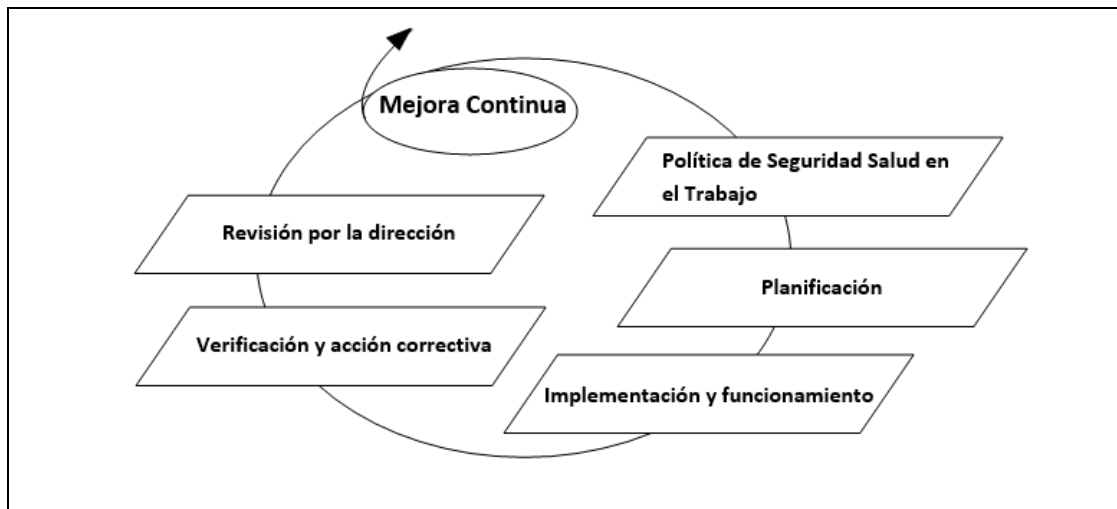 Mejora Continua
Política de Seguridad Salud en
el Trabajo
Planificación
Implementación y funcionamiento
Verificación y acción correctiva
Revisión por la dirección